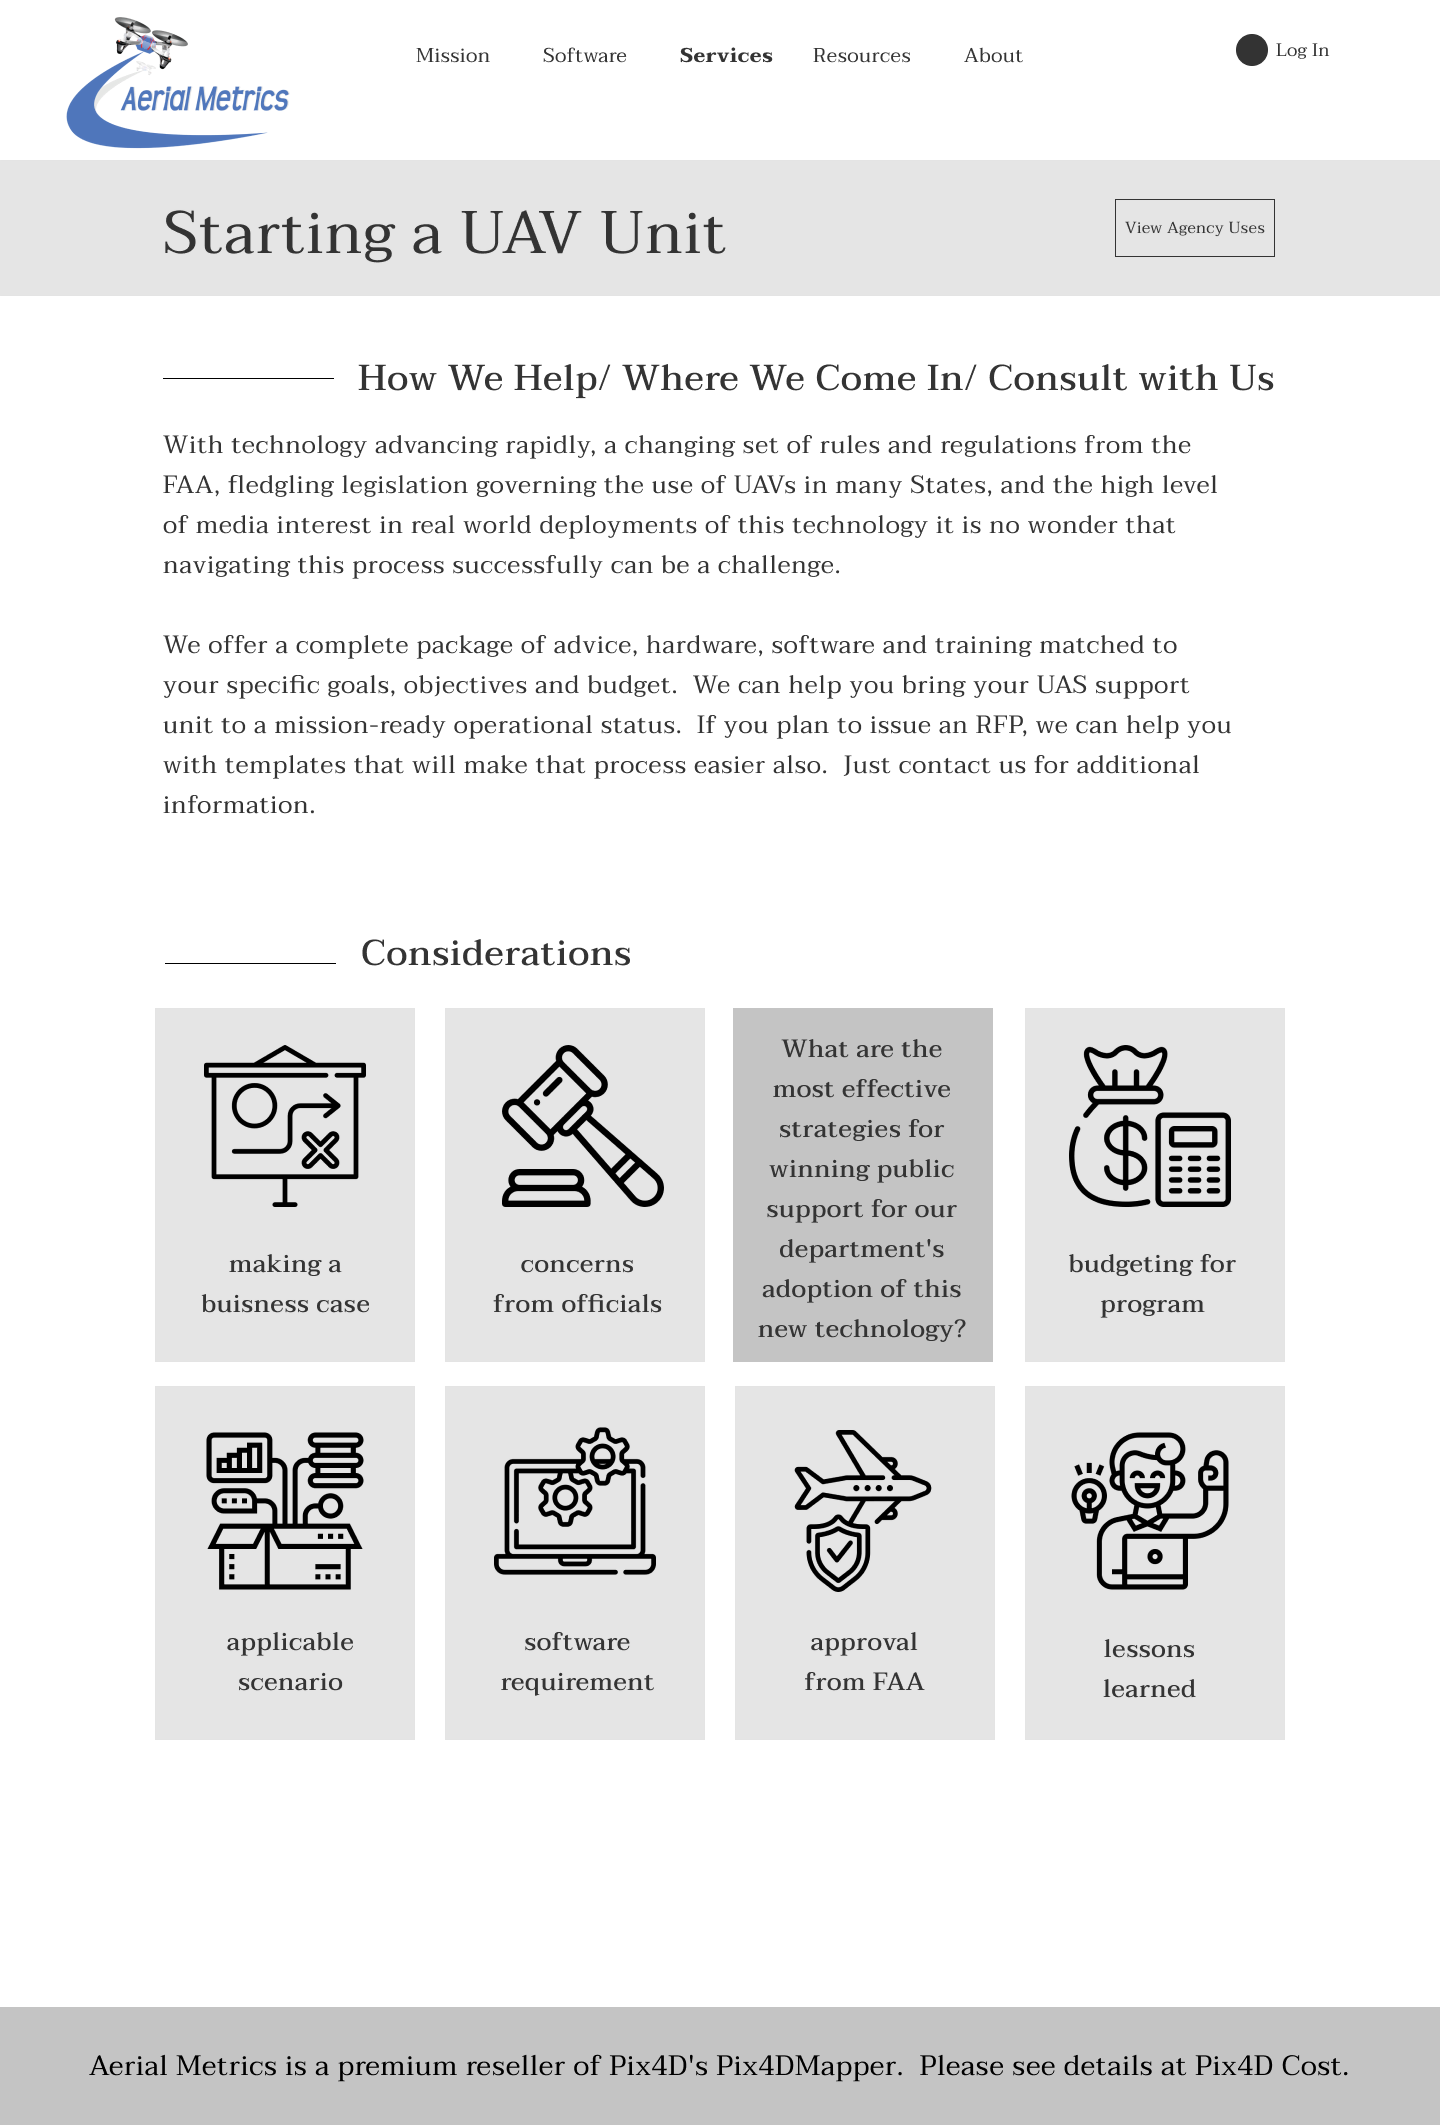 Aerial Metrics
Mission Software Services Resources About
Log In
Starting a UAV Unit
View Agency Uses
How We Help/ Where We Come In/ Consult with Us
With technology advancing rapidly, a changing set of rules and regulations from the
FAA, fledgling legislation governing the use of UAVs in many States, and the high level
of media interest in real world deployments of this technology it is no wonder that
navigating this process successfully can be a challenge.
We offer a complete package of advice, hardware, software and training matched to
your specific goals, objectives and budget.  We can help you bring your UAS support
unit to a mission-ready operational status.  If you plan to issue an RFP, we can help you
with templates that will make that process easier also.  Just contact us for additional
information.
Considerations
making a
buisness case
concerns
from officials
What are the
most effective
strategies for
winning public
support for our
department's
adoption of this
new technology?
budgeting for
program
applicable
scenario
software
requirement
approval
from FAA
lessons
learned
Aerial Metrics is a premium reseller of Pix4D's Pix4DMapper.  Please see details at Pix4D Cost.